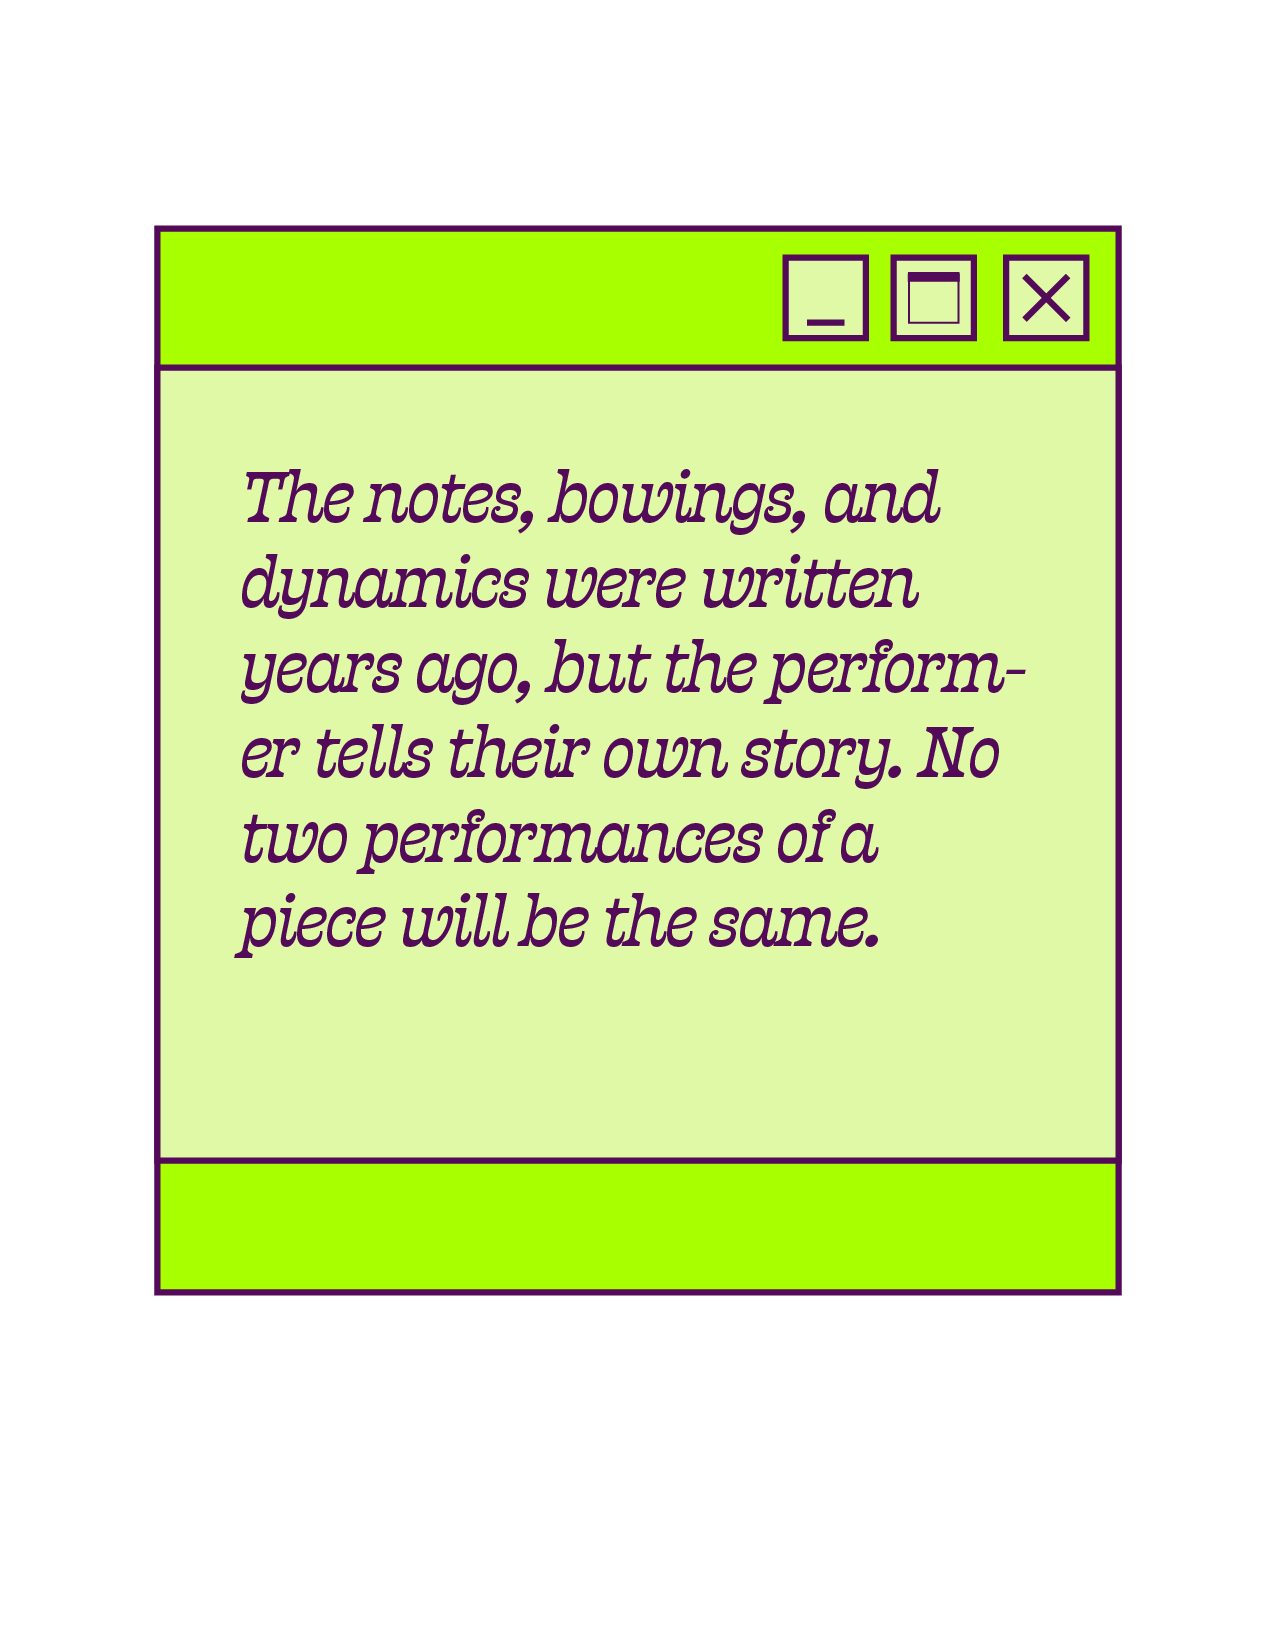 The notes, bowings, and
dynamics were written
years ago, but the perform-
er tells their own story. No
two performances of a
piece will be the same.